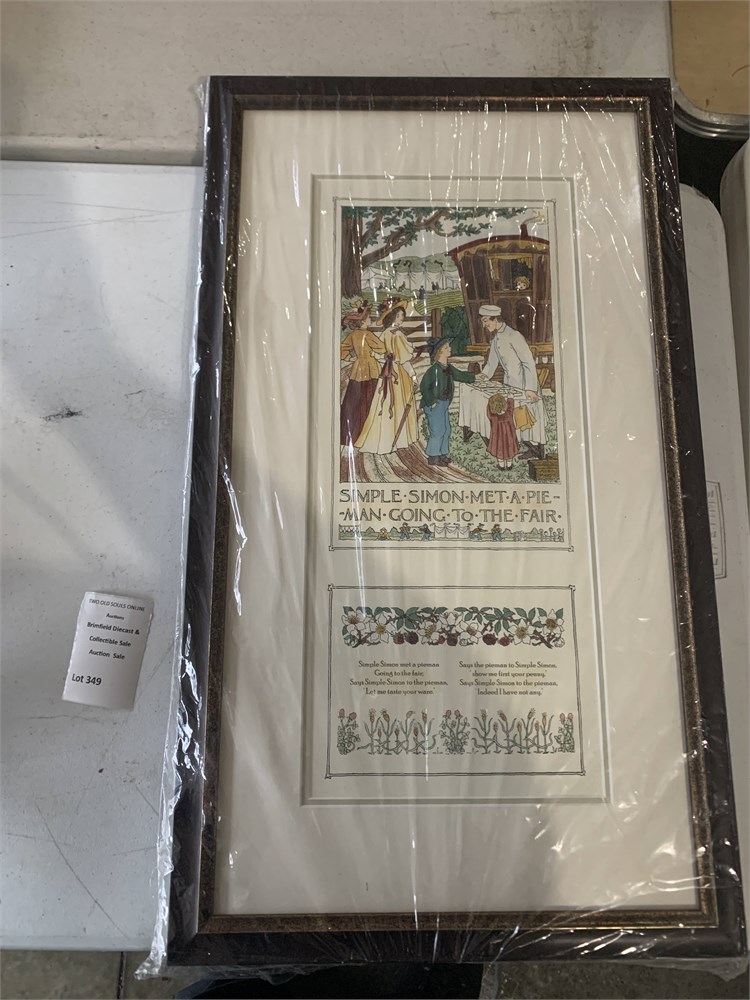 SIMPLE·SIMON·MET·A·PIE-
-MAN·GOING·TO·THE·FAIR·
Simple Simon met a pieman
Going to the fair;
Says Simple Simon to the pieman,
'Let me taste your ware.'
Says the pieman to Simple Simon,
show me first your penny,
Says Simple Simon to the pieman,
'Indeed I have not any.'
TWO OLD SOULS ONLINE
Auctions
Brimfield Diecast &
Collectible Sale
Auction Sale
Lot 349
LIFETIME